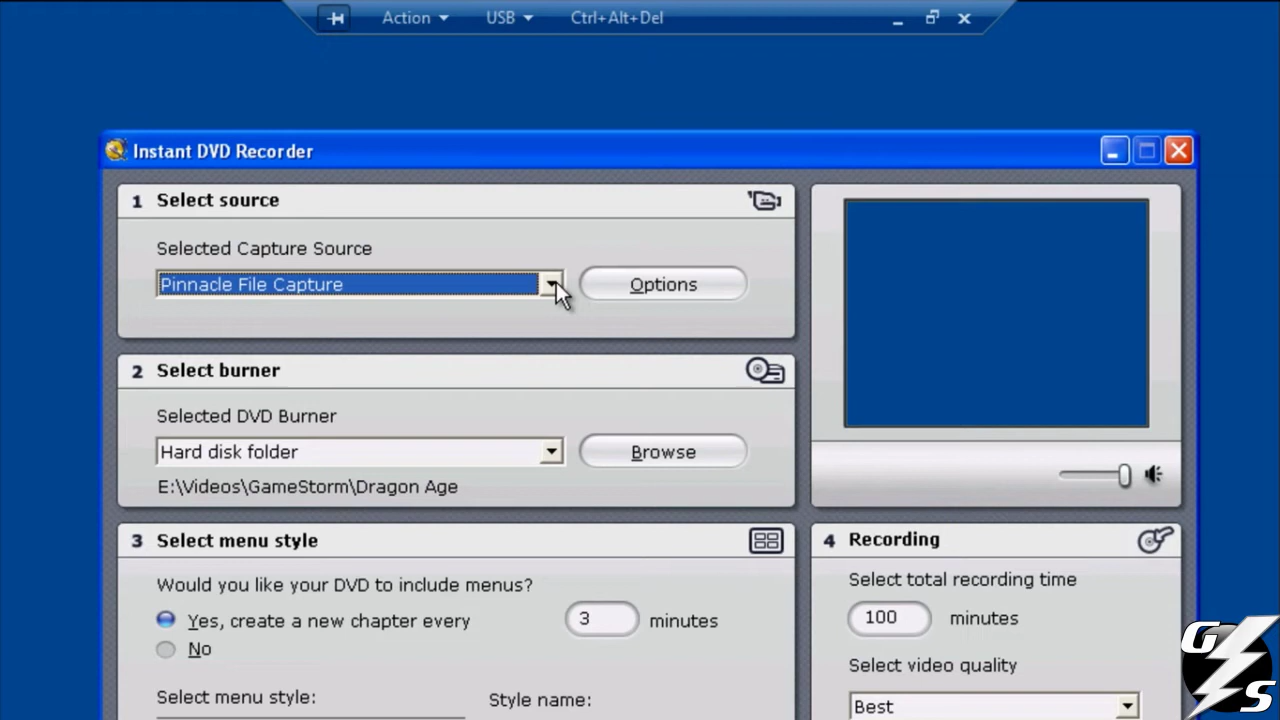 Action USB Ctrl+Alt+Del
Instant DVD Recorder
1 Select source
Selected Capture Source
Pinnacle File Capture Options
2 Select burner
Selected DVD Burner
Hard disk folder Browse
E:\Videos\GameStorm\Dragon Age
3 Select menu style
Would you like your DVD to include menus?
Yes, create a new chapter every 3 minutes
No
Select menu style: Style name:
4 Recording
Select total recording time
100 minutes
Select video quality
Best
G S